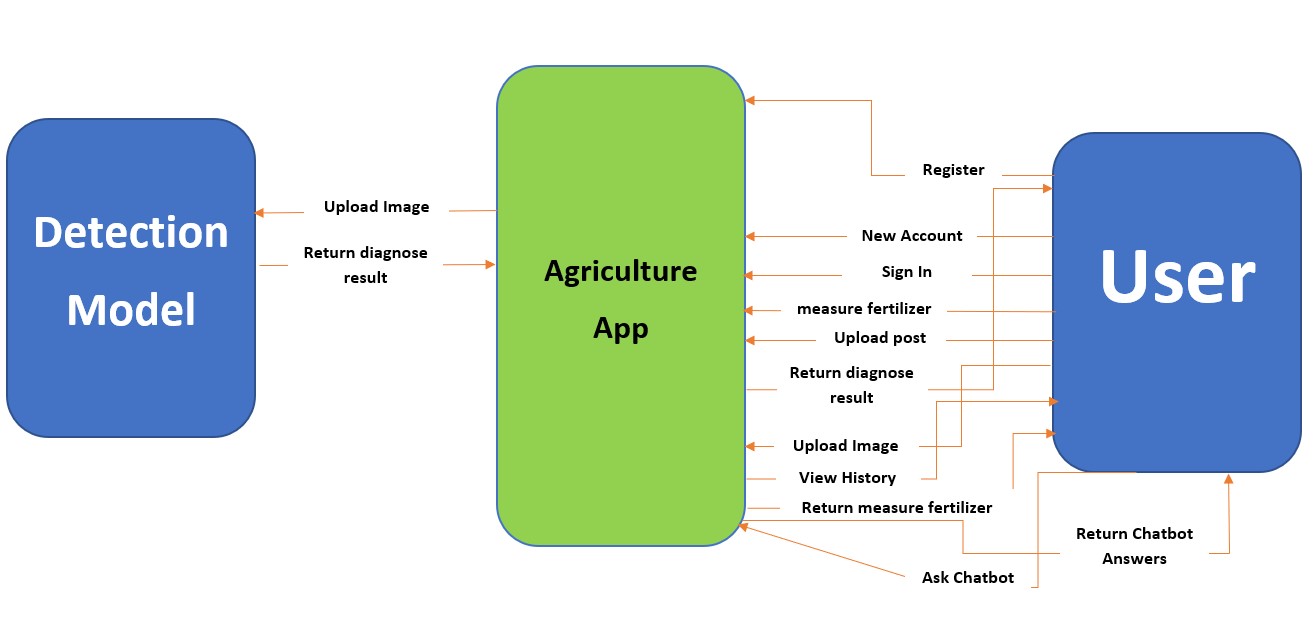 Detection
Model
Upload Image
Return diagnose
result
Agriculture
App
Register
New Account
Sign In
measure fertilizer
Upload post
Return diagnose
result
Upload Image
View History
Return measure fertilizer
Ask Chatbot
Return Chatbot
Answers
User